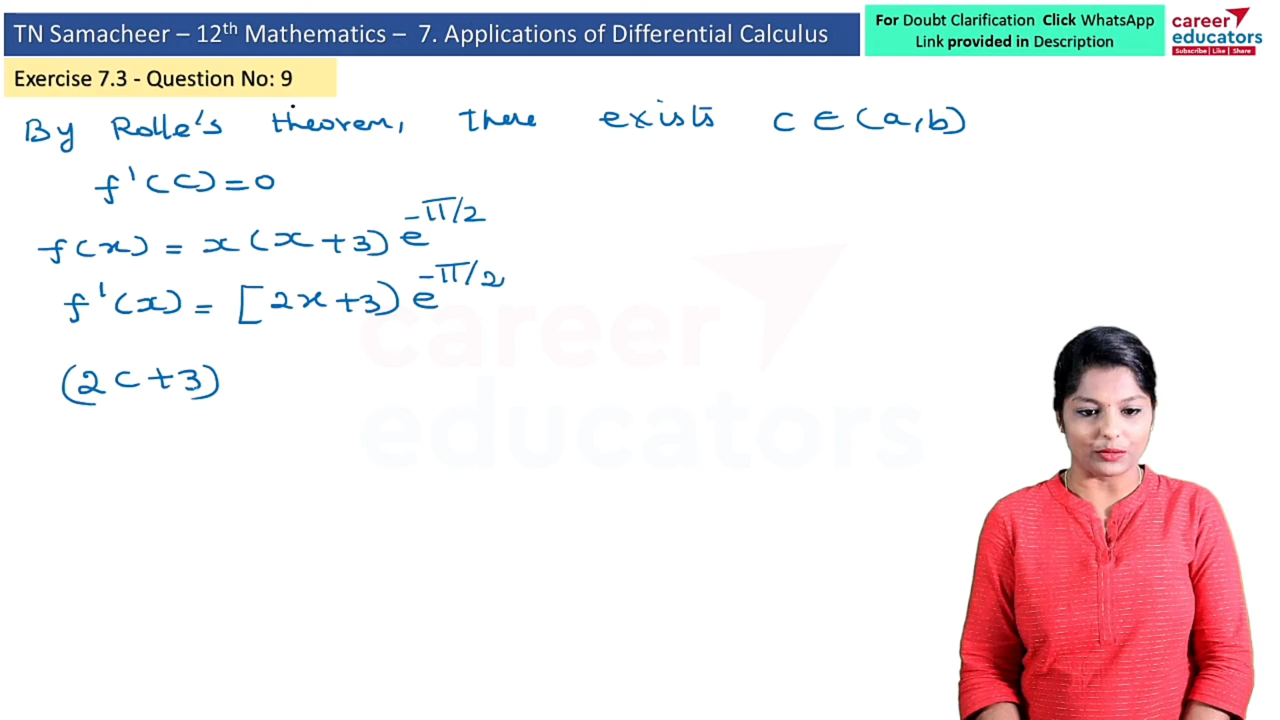 TN Samacheer – 12th Mathematics – 7. Applications of Differential Calculus
For Doubt Clarification Click WhatsApp
Link provided in Description
career
educators
Subscribe | Like | Share
Exercise 7.3 - Question No: 9
By Rolle's theorem, there exists c ∈ (a,b)
f'(c) = 0
f(x) = x(x+3) e^{-π/2}
f'(x) = [2x+3) e^{-π/2}
(2c+3)
career
educators